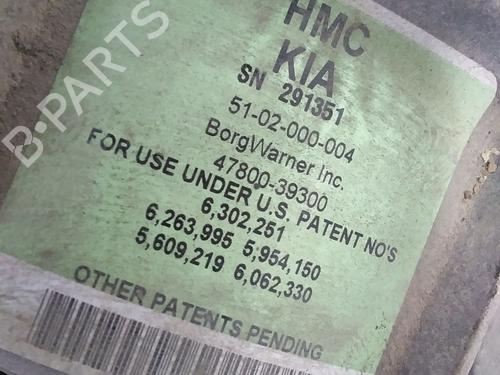 HMC
KIA
SN 291351
51-02-000-004
BorgWarner Inc.
47800-39300
FOR USE UNDER U.S. PATENT NO'S
6,302,251
6,263,995 5,954,150
5,609,219 6,062,330
OTHER PATENTS PENDING
B-PARTS